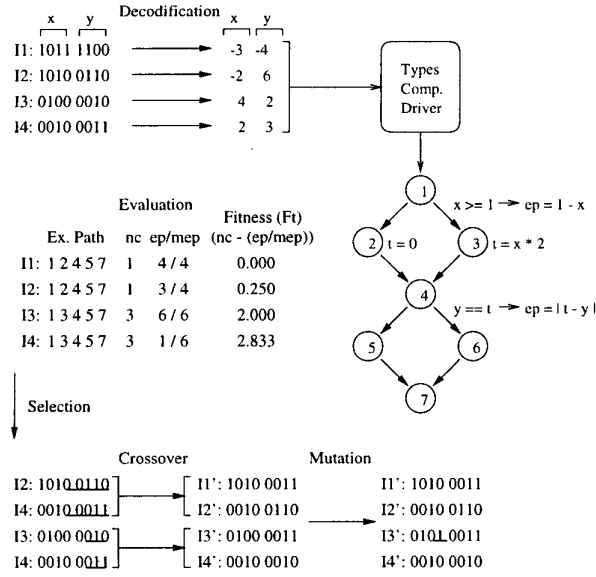 Decodification
x y x y
I1: 1011 1100 -3 -4
I2: 1010 0110 -2 6
I3: 0100 0010 4 2
I4: 0010 0011 2 3
Types
Comp.
Driver
1
x >= 1 → ep = 1 - x
2 t = 0 3 t = x * 2
4
y == t → ep = | t - y |
5 6
7
Evaluation
Fitness (Ft)
Ex. Path nc ep/mep (nc - (ep/mep))
I1: 1 2 4 5 7 1 4 / 4 0.000
I2: 1 2 4 5 7 1 3 / 4 0.250
I3: 1 3 4 5 7 3 6 / 6 2.000
I4: 1 3 4 5 7 3 1 / 6 2.833
Selection
Crossover Mutation
I2: 1010 0110 I1': 1010 0011 I1': 1010 0011
I4: 0010 0011 I2': 0010 0110 I2': 0010 0110
I3: 0100 0010 I3': 0100 0011 I3': 0101 0011
I4: 0010 0011 I4': 0010 0010 I4': 0010 0010